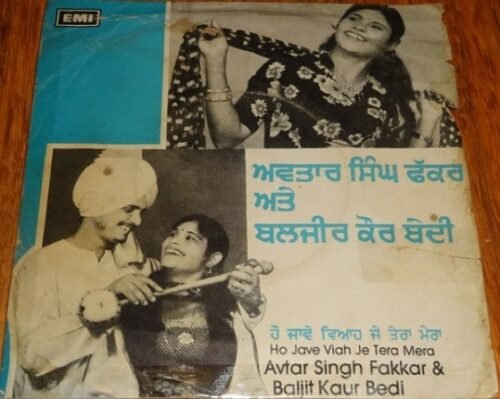 EMI
ਅਵਤਾਰ ਸਿੰਘ ਫੱਕਰ
ਅਤੇ
ਬਲਜੀਰ ਕੌਰ ਬੇਦੀ
ਹੋ ਜਾਵੇ ਵਿਆਹ ਜੇ ਤੇਰਾ ਮੇਰਾ
Ho Jave Viah Je Tera Mera
Avtar Singh Fakkar &
Baljit Kaur Bedi